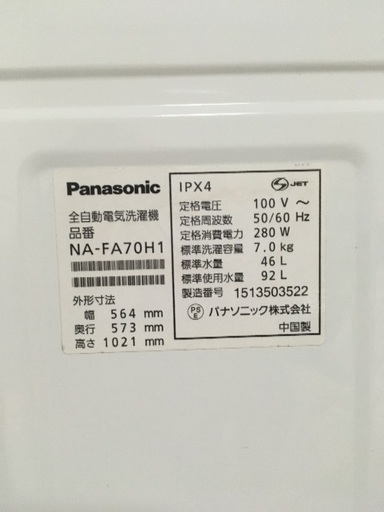 Panasonic
全自動電気洗濯機
品番
NA-FA70H1
外形寸法
幅 564 mm
奥行 573 mm
高さ 1021 mm
IPX4
JET
定格電圧 100 V ～
定格周波数 50/60 Hz
定格消費電力 280 W
標準洗濯容量 7.0 kg
標準水量 46 L
標準使用水量 92 L
製造番号 1513503522
PS E パナソニック株式会社
中国製